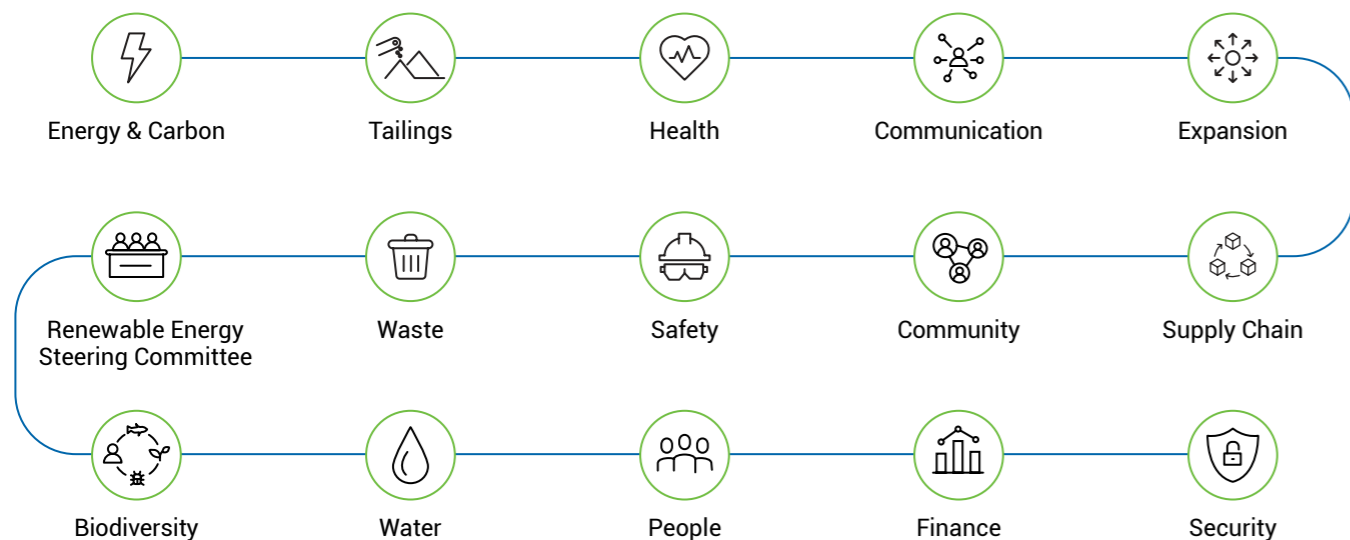 Energy & Carbon
Tailings
Health
Communication
Expansion
Renewable Energy
Steering Committee
Waste
Safety
Community
Supply Chain
Biodiversity
Water
People
Finance
Security